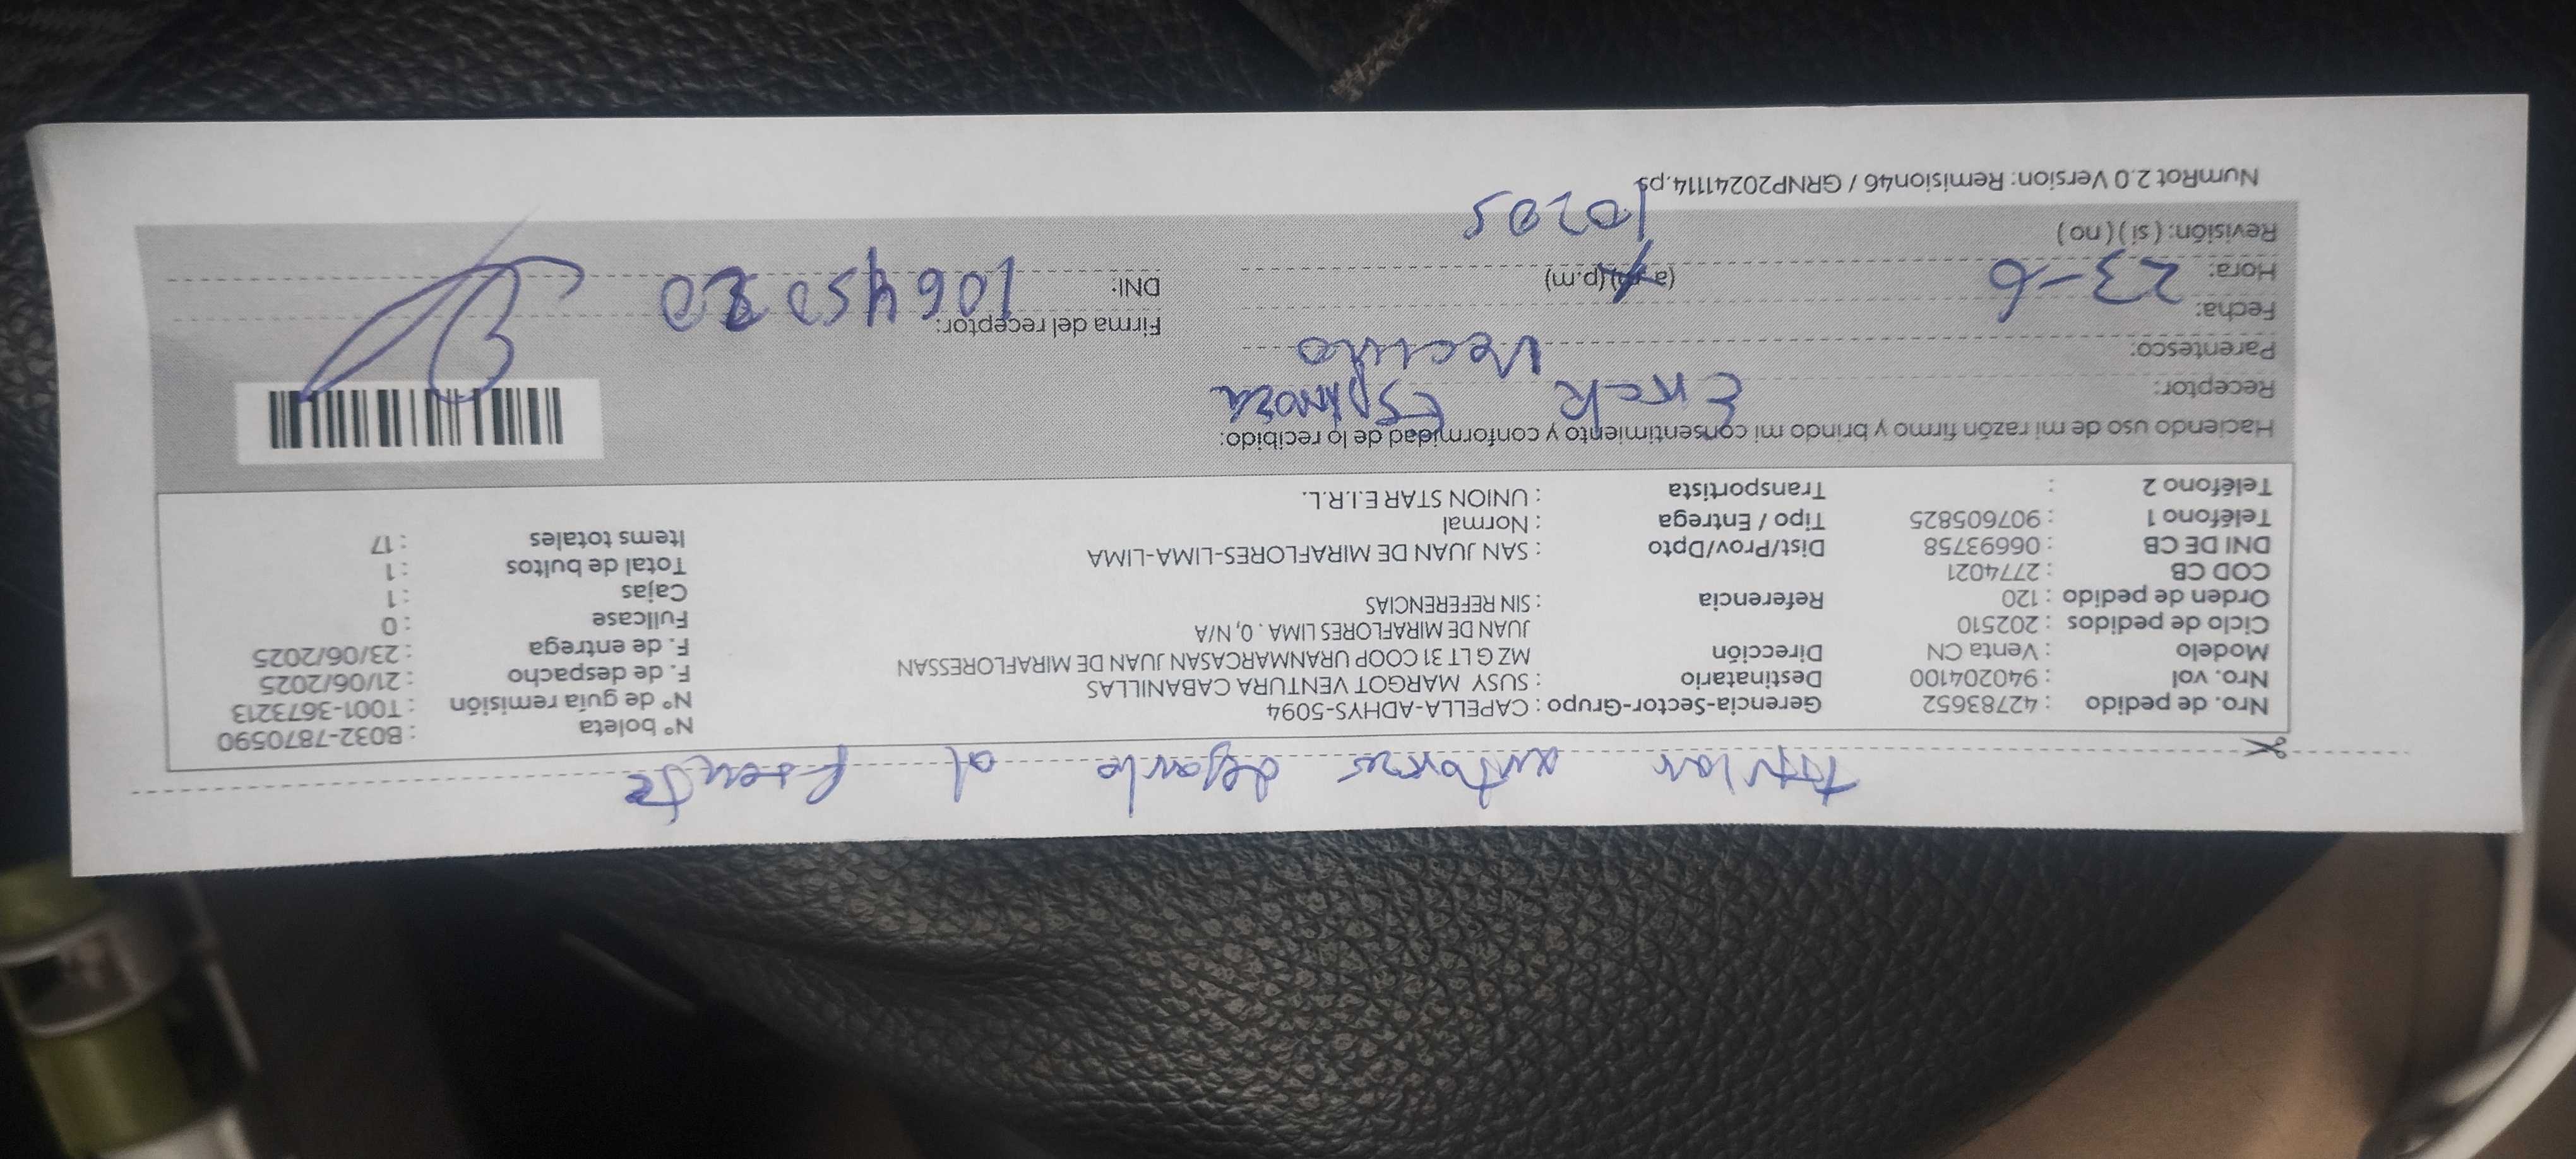 titular autorizo dejarlo al
Nro. de pedido : 42783652 Gerencia-Sector-Grupo : CAPELLA-ADHYS-5094 N° boleta : B032-7870590
Nro. vol : 940204100 Destinatario : SUSY MARGOT VENTURA CABANILLAS N° de guía remisión : T001-3673213
Modelo : Venta CN Dirección MZ G LT 31 COOP URANMARCASAN JUAN DE MIRAFLORESSAN F. de despacho : 21/06/2025
Ciclo de pedidos : 202510 JUAN DE MIRAFLORES LIMA . 0, N/A F. de entrega : 23/06/2025
Orden de pedido : 120 Referencia : SIN REFERENCIAS Fullcase : 0
COD CB : 2774021 Cajas : 1
DNI DE CB : 06693758 Dist/Prov/Dpto : SAN JUAN DE MIRAFLORES-LIMA-LIMA Total de bultos : 1
Teléfono 1 : 907605825 Tipo / Entrega : Normal Items totales : 17
Teléfono 2 : Transportista : UNION STAR E.I.R.L.
Haciendo uso de mi razón firmo y brindo mi consentimiento y conformidad de lo recibido:
Receptor: Erick Espinoza
Parentesco: Vecino
Fecha: 23-6 Firma del receptor:
Hora: (a.m) (p.m) DNI:
Revisión: ( si ) ( no ) 10205
NumRot 2.0 Version: Remision46 / GRNP20241114.ps